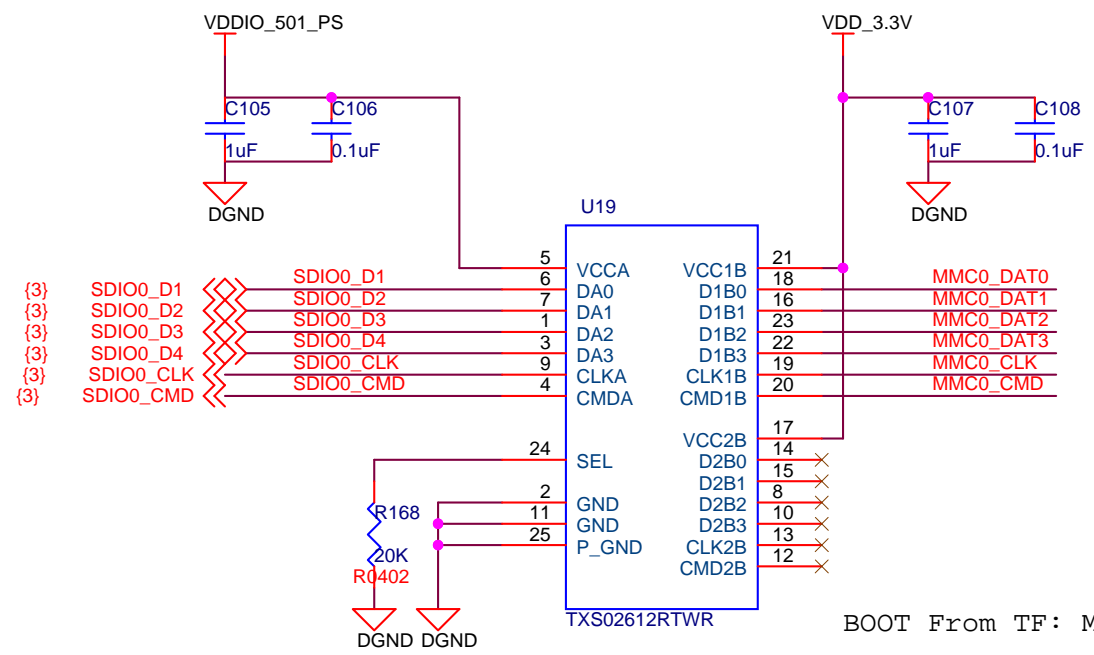 VDDIO_501_PS
VDD_3.3V
C105
C106
C107
C108
1uF
0.1uF
1uF
0.1uF
DGND
DGND
U19
5
VCCA
VCC1B
21
{3}
SDIO0_D1
SDIO0_D1
6
DA0
D1B0
18
MMC0_DAT0
{3}
SDIO0_D2
SDIO0_D2
7
DA1
D1B1
16
MMC0_DAT1
{3}
SDIO0_D3
SDIO0_D3
1
DA2
D1B2
23
MMC0_DAT2
{3}
SDIO0_D4
SDIO0_D4
3
DA3
D1B3
22
MMC0_DAT3
{3}
SDIO0_CLK
SDIO0_CLK
9
CLKA
CLK1B
19
MMC0_CLK
{3}
SDIO0_CMD
SDIO0_CMD
4
CMDA
CMD1B
20
MMC0_CMD
VCC2B
17
24
SEL
D2B0
14
D2B1
15
2
GND
D2B2
8
R168
11
GND
D2B3
10
25
P_GND
CLK2B
13
20K
CMD2B
12
R0402
DGND
DGND
TXS02612RTWR
BOOT From TF: M